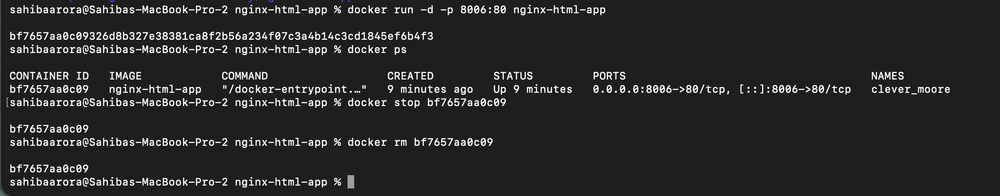 sahibaarora@Sahibas-MacBook-Pro-2 nginx-html-app % docker run -d -p 8006:80 nginx-html-app
bf7657aa0c09326d8b327e38381ca8f2b56a234f07c3a4b14c3cd1845ef6b4f3
sahibaarora@Sahibas-MacBook-Pro-2 nginx-html-app % docker ps
CONTAINER ID   IMAGE            COMMAND                  CREATED         STATUS         PORTS                                     NAMES
bf7657aa0c09   nginx-html-app   "/docker-entrypoint.…"   9 minutes ago   Up 9 minutes   0.0.0.0:8006->80/tcp, [::]:8006->80/tcp   clever_moore
[sahibaarora@Sahibas-MacBook-Pro-2 nginx-html-app % docker stop bf7657aa0c09
bf7657aa0c09
sahibaarora@Sahibas-MacBook-Pro-2 nginx-html-app % docker rm bf7657aa0c09
bf7657aa0c09
sahibaarora@Sahibas-MacBook-Pro-2 nginx-html-app %